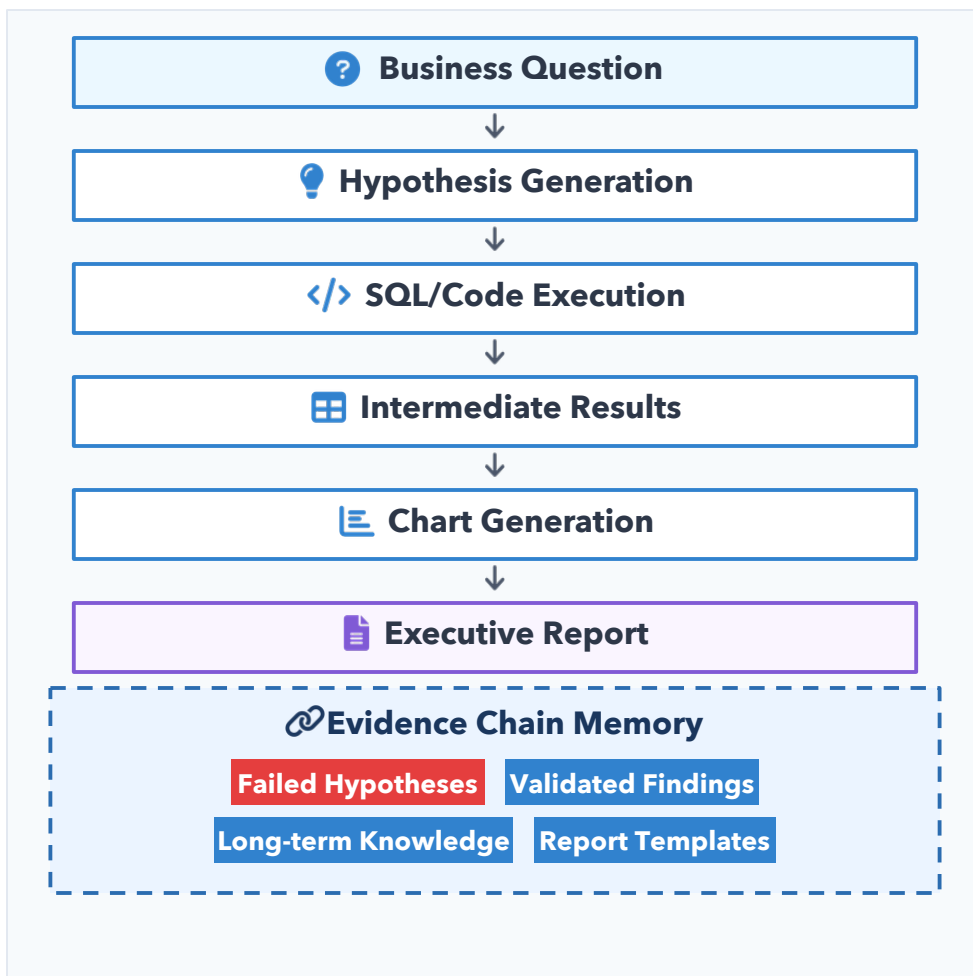 Business Question
Hypothesis Generation
SQL/Code Execution
Intermediate Results
Chart Generation
Executive Report
Evidence Chain Memory
Failed Hypotheses Validated Findings
Long-term Knowledge Report Templates